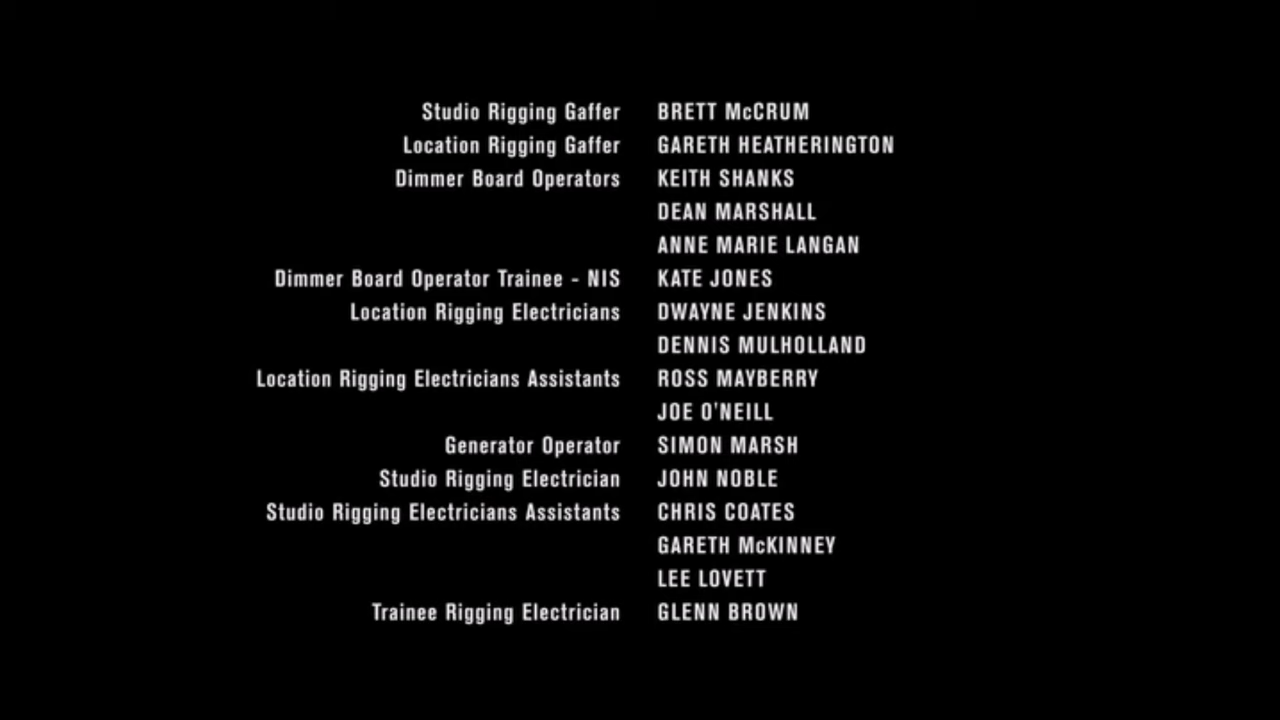 Studio Rigging Gaffer BRETT McCRUM
Location Rigging Gaffer GARETH HEATHERINGTON
Dimmer Board Operators KEITH SHANKS
DEAN MARSHALL
ANNE MARIE LANGAN
Dimmer Board Operator Trainee - NIS KATE JONES
Location Rigging Electricians DWAYNE JENKINS
DENNIS MULHOLLAND
Location Rigging Electricians Assistants ROSS MAYBERRY
JOE O'NEILL
Generator Operator SIMON MARSH
Studio Rigging Electrician JOHN NOBLE
Studio Rigging Electricians Assistants CHRIS COATES
GARETH McKINNEY
LEE LOVETT
Trainee Rigging Electrician GLENN BROWN